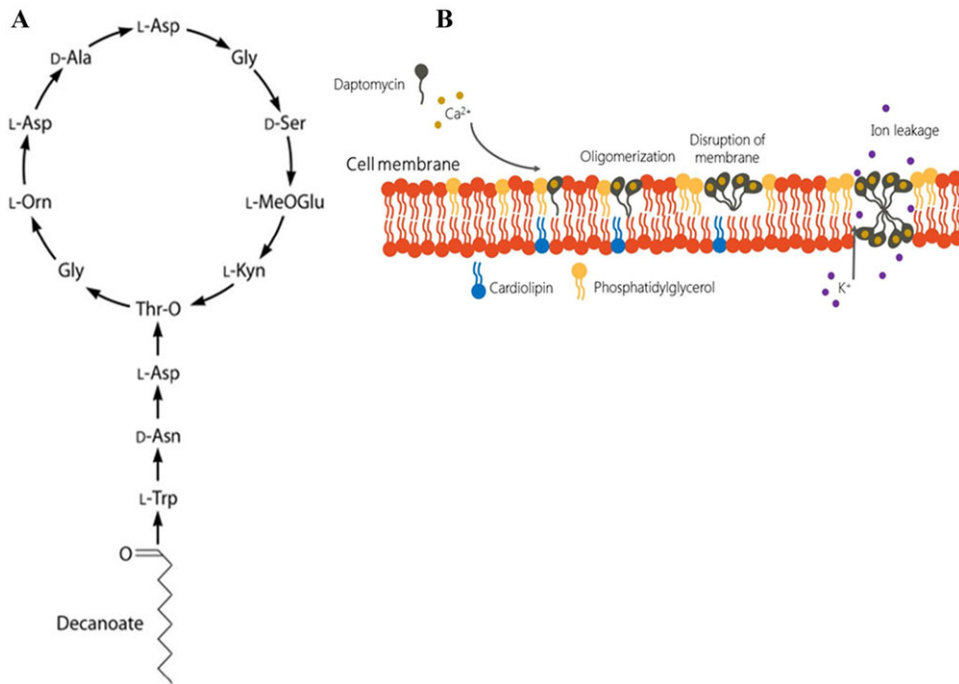 A
L-Asp
D-Ala
Gly
L-Asp
D-Ser
L-Orn
L-MeOGlu
Gly
L-Kyn
Thr-O
L-Asp
D-Asn
L-Trp
O
Decanoate
B
Daptomycin
Ca2+
Cell membrane
Oligomerization
Disruption of
membrane
Ion leakage
Cardiolipin
Phosphatidylglycerol
K+